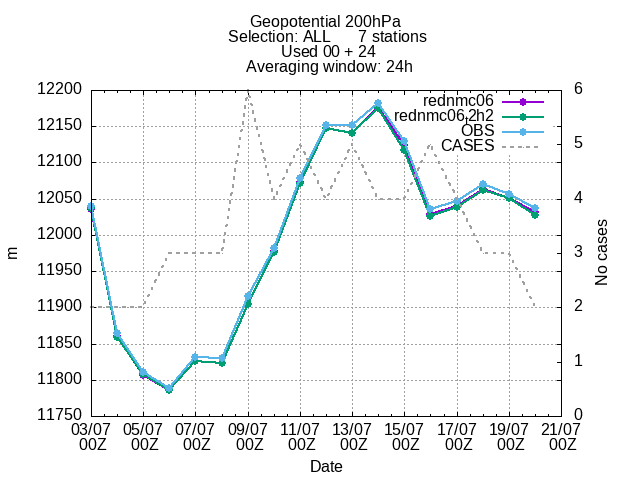 Geopotential 200hPa
Selection: ALL 7 stations
Used 00 + 24
Averaging window: 24h
12200
12150
12100
12050
12000
11950
11900
11850
11800
11750
m
rednmc06
rednmc06.2h2
OBS
CASES
6
5
4
3
2
1
0
No cases
03/07 05/07 07/07 09/07 11/07 13/07 15/07 17/07 19/07 21/07
00Z 00Z 00Z 00Z 00Z 00Z 00Z 00Z 00Z 00Z
Date